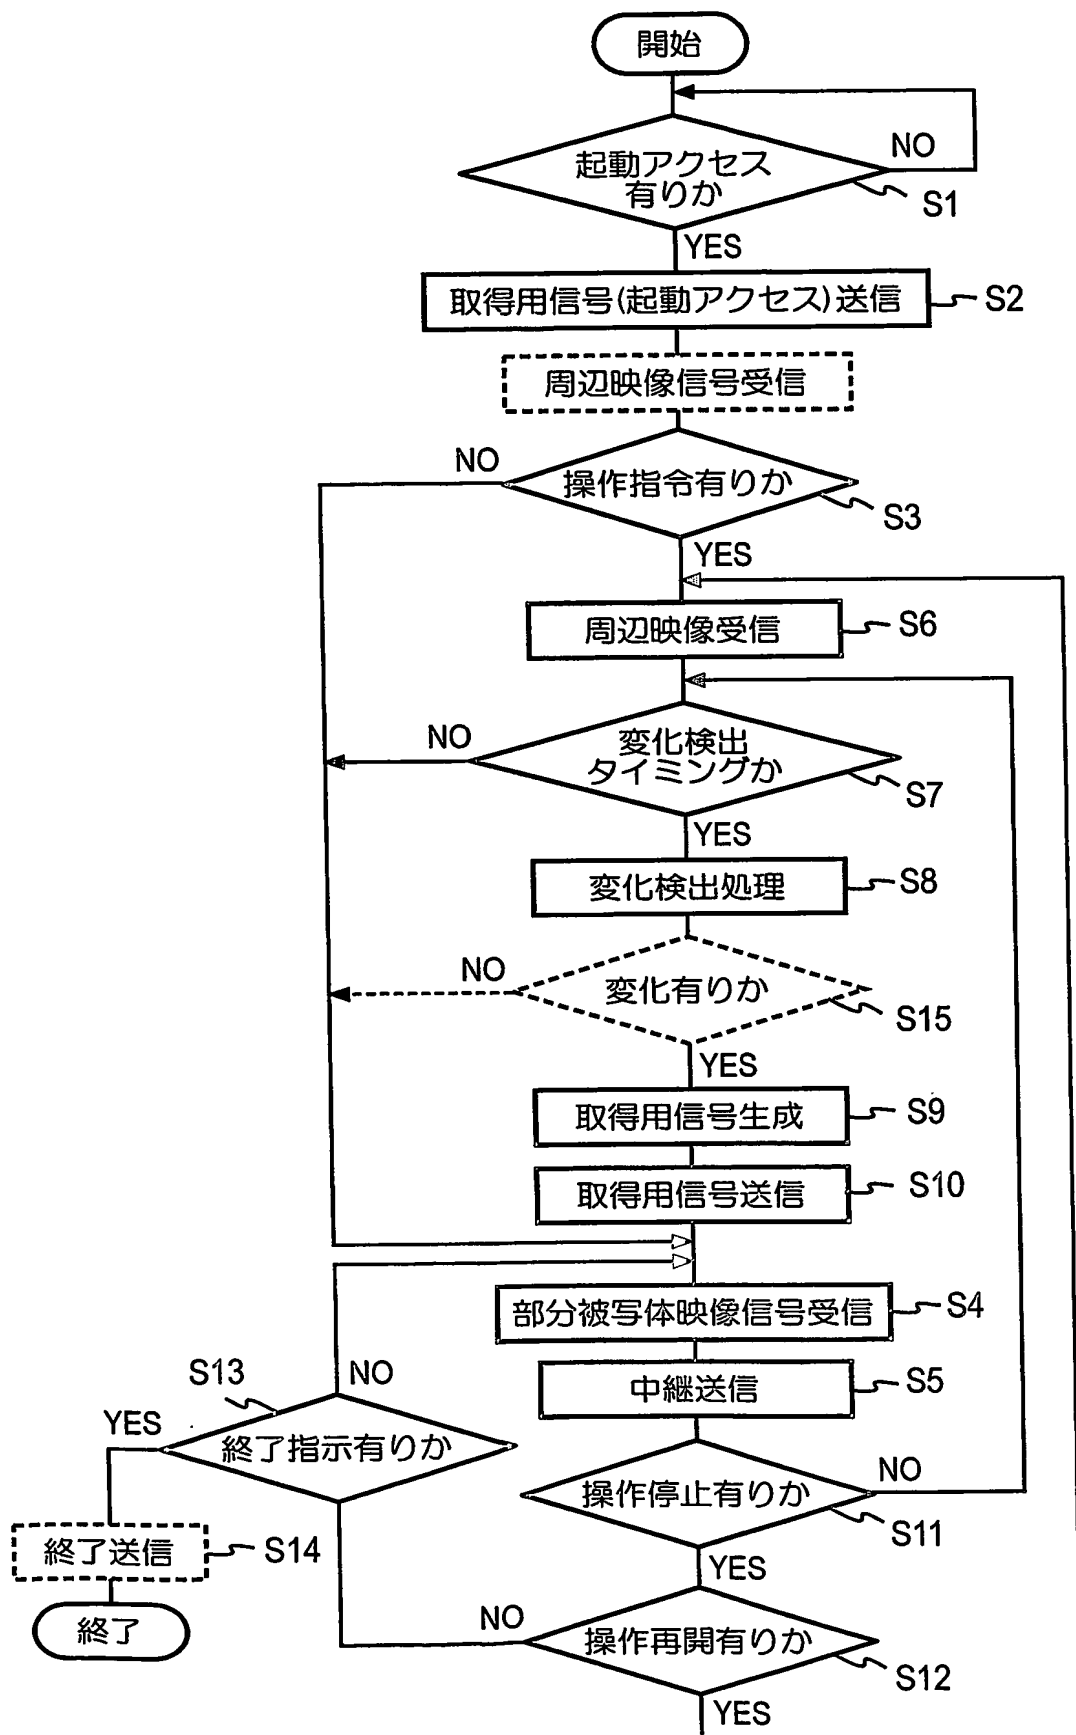 開始
起動アクセス
有りか
NO
S1
YES
取得用信号(起動アクセス)送信
S2
周辺映像信号受信
NO
操作指令有りか
S3
YES
周辺映像受信
S6
NO
変化検出
タイミングか
S7
YES
変化検出処理
S8
NO
変化有りか
S15
YES
取得用信号生成
S9
取得用信号送信
S10
部分被写体映像信号受信
S4
S13
NO
中継送信
S5
YES
終了指示有りか
操作停止有りか
NO
S11
終了送信
S14
YES
終了
NO
操作再開有りか
S12
YES